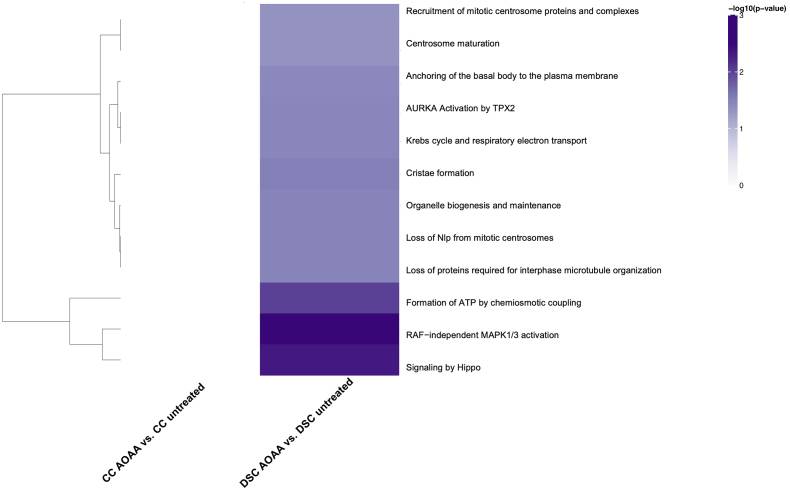 −log10(p−value)
3
2
1
0
Recruitment of mitotic centrosome proteins and complexes
Centrosome maturation
Anchoring of the basal body to the plasma membrane
AURKA Activation by TPX2
Krebs cycle and respiratory electron transport
Cristae formation
Organelle biogenesis and maintenance
Loss of Nlp from mitotic centrosomes
Loss of proteins required for interphase microtubule organization
Formation of ATP by chemiosmotic coupling
RAF−independent MAPK1/3 activation
Signaling by Hippo
CC AOAA vs. CC untreated
DSC AOAA vs. DSC untreated